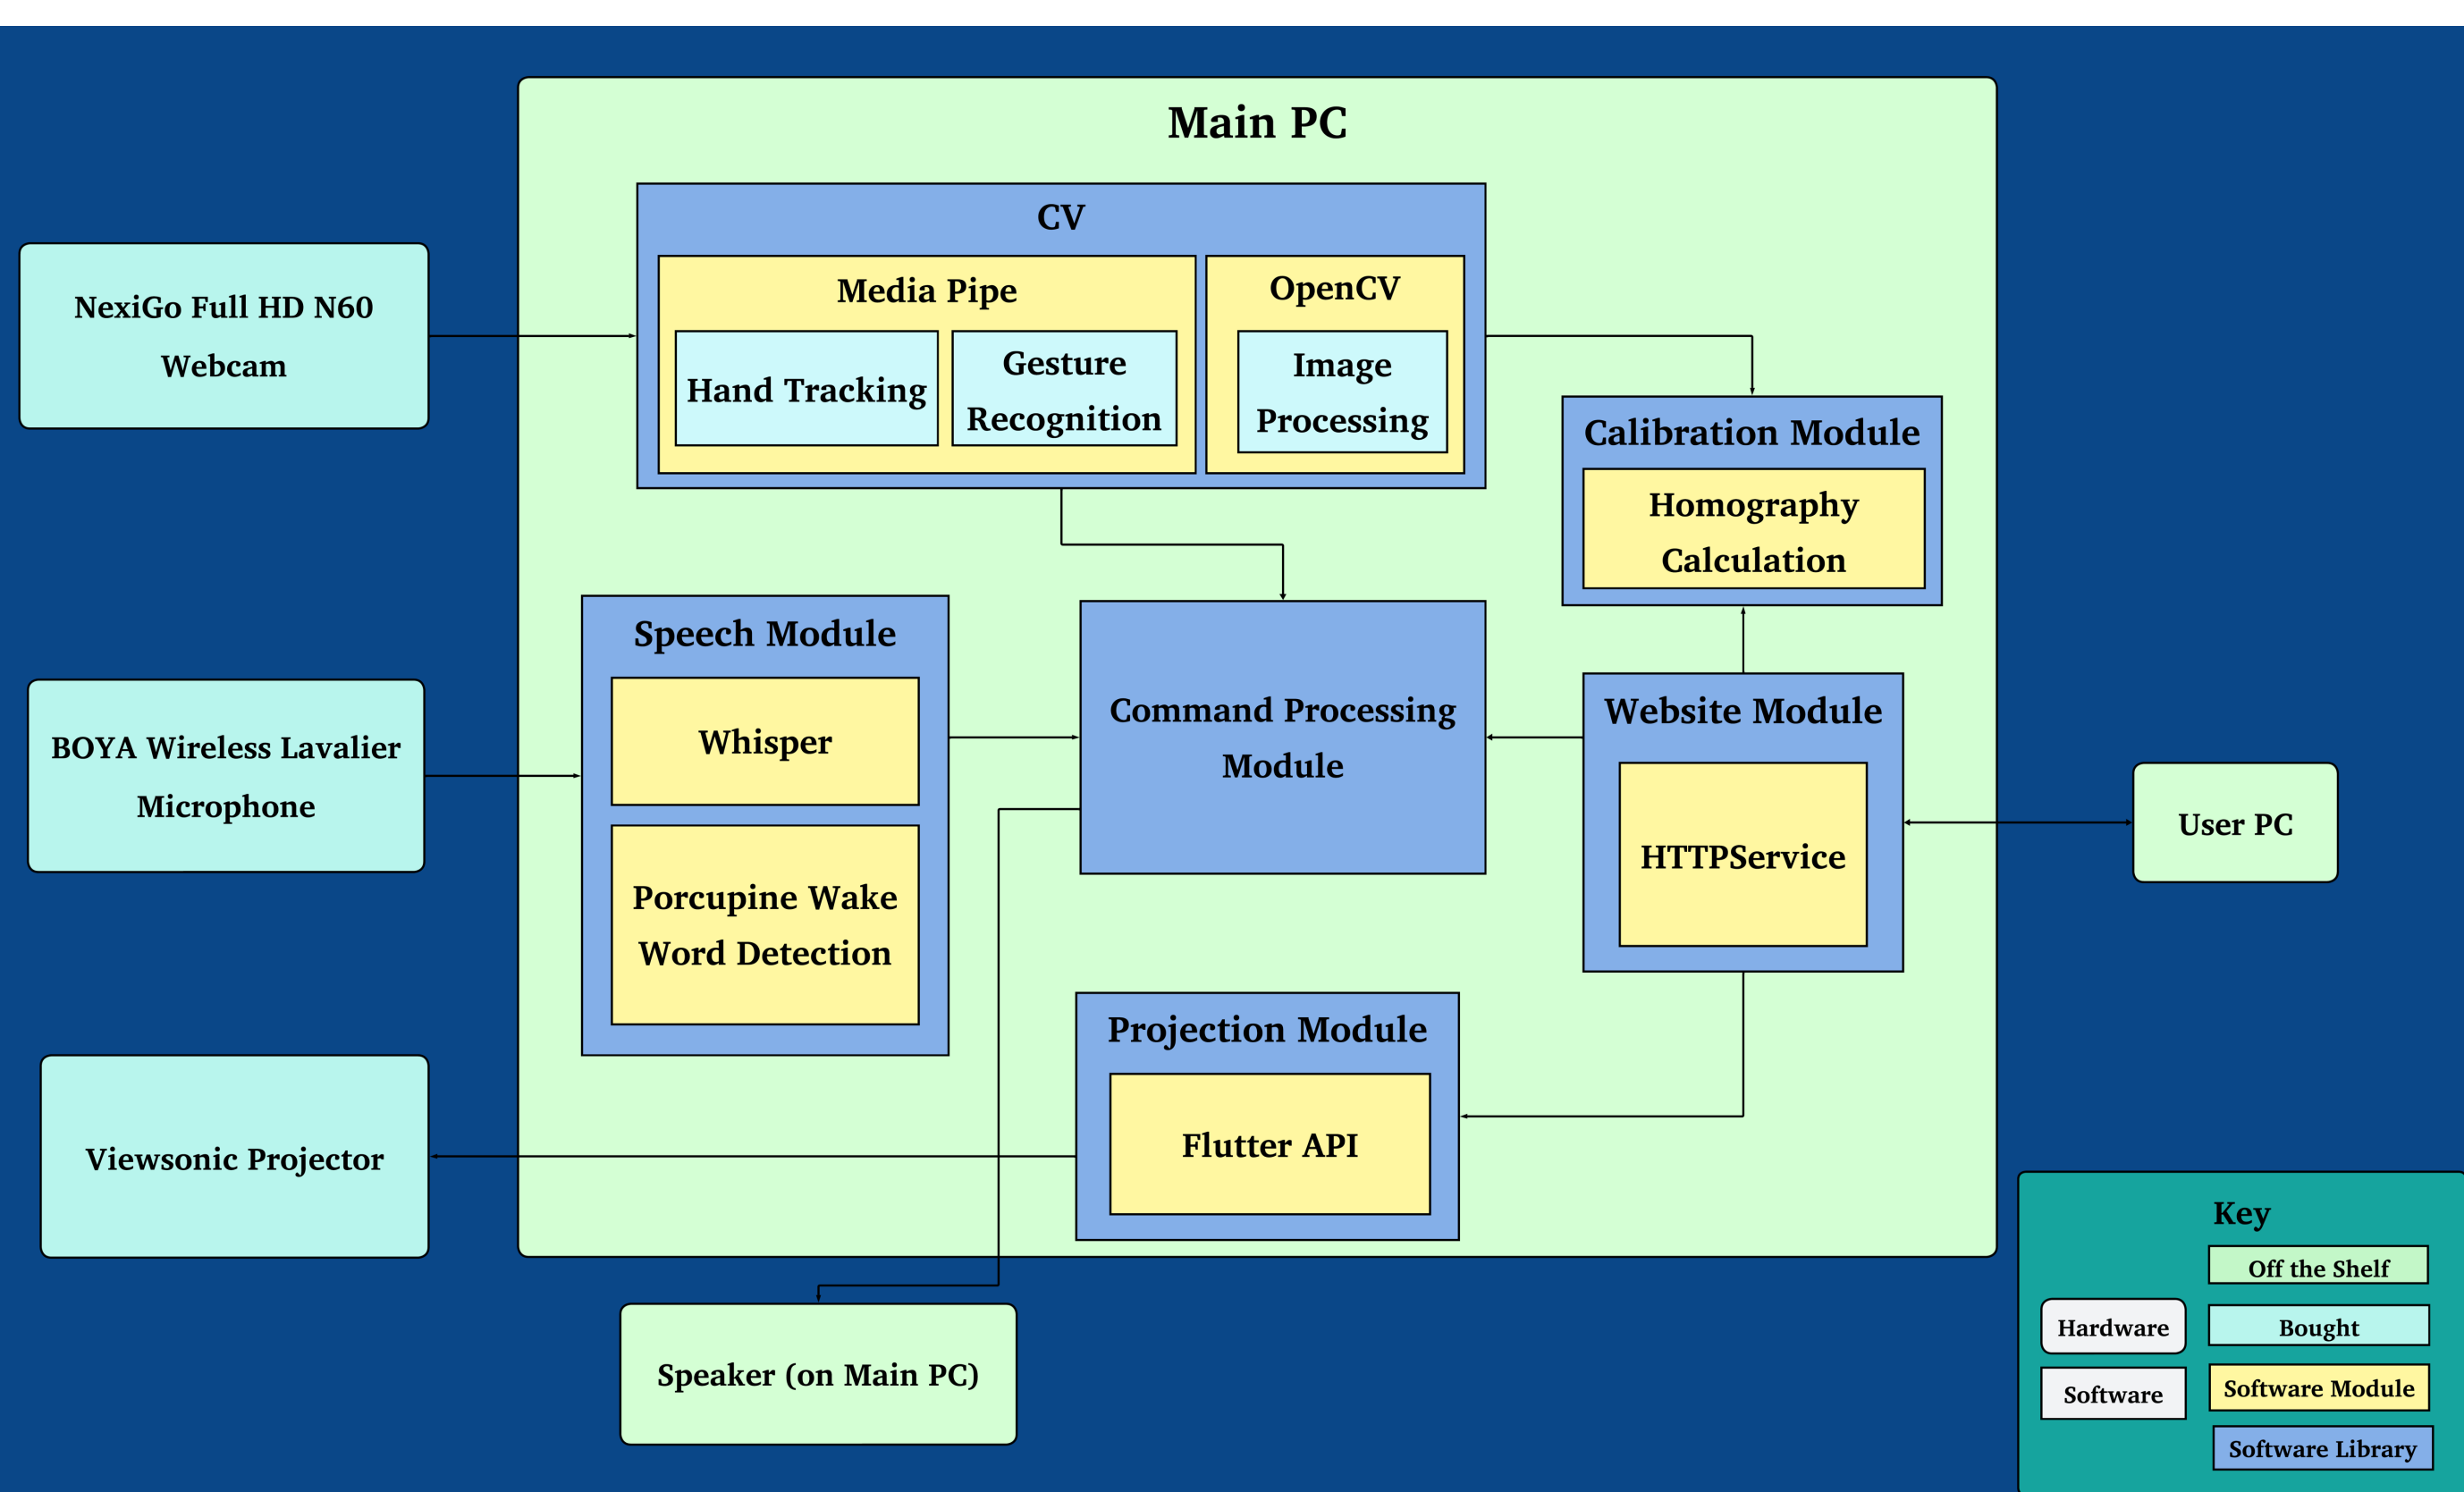 Main PC
CV
Media Pipe
Hand Tracking
Gesture
Recognition
OpenCV
Image
Processing
NexiGo Full HD N60
Webcam
Calibration Module
Homography
Calculation
Speech Module
Whisper
Porcupine Wake
Word Detection
Command Processing
Module
Website Module
HTTPService
BOYA Wireless Lavalier
Microphone
User PC
Projection Module
Flutter API
Viewsonic Projector
Speaker (on Main PC)
Key
Off the Shelf
Hardware
Bought
Software
Software Module
Software Library